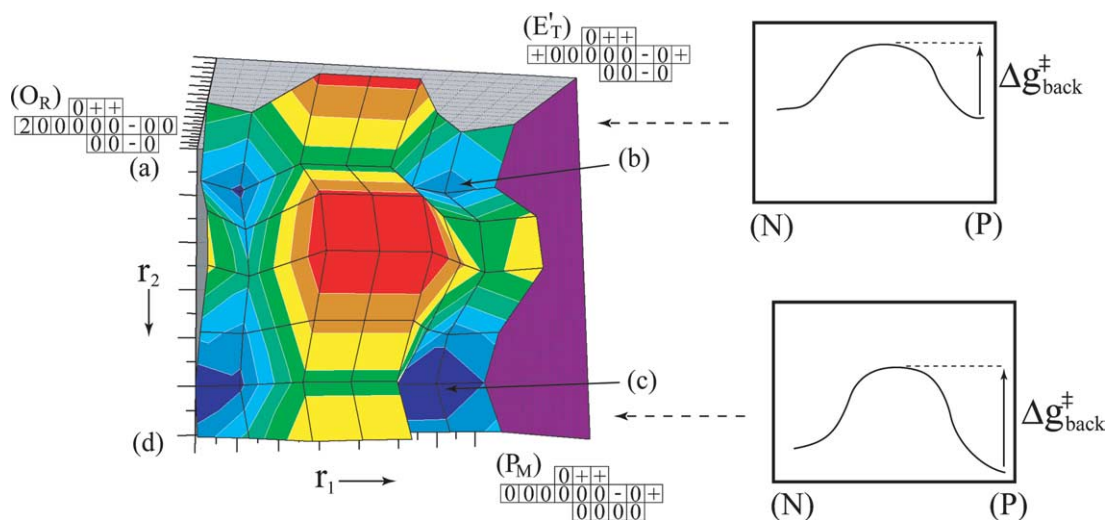 (E'T)
0++
+00000-0+
00-0
(OR)
0++
200000-00
00-0
(a)
(b)
Δg‡back
(N)
(P)
r2
(c)
Δg‡back
(N)
(P)
(d)
r1
(PM)
0++
000000-0+
0000